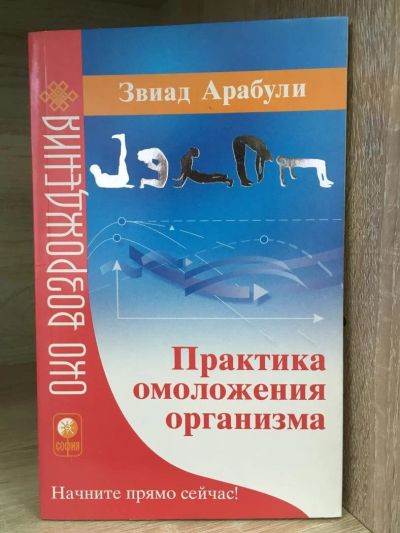 Звиад Арабули
ОКО ВОЗРОЖДЕНИЯ
Практика
омоложения
организма
СОФИЯ
Начните прямо сейчас!